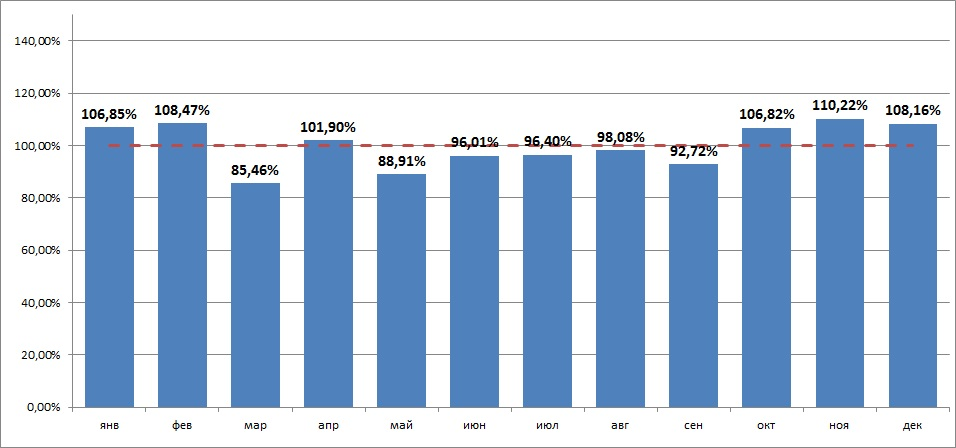 140,00%
120,00%
100,00%
80,00%
60,00%
40,00%
20,00%
0,00%
106,85%
108,47%
85,46%
101,90%
88,91%
96,01%
96,40%
98,08%
92,72%
106,82%
110,22%
108,16%
янв
фев
мар
апр
май
июн
июл
авг
сен
окт
ноя
дек